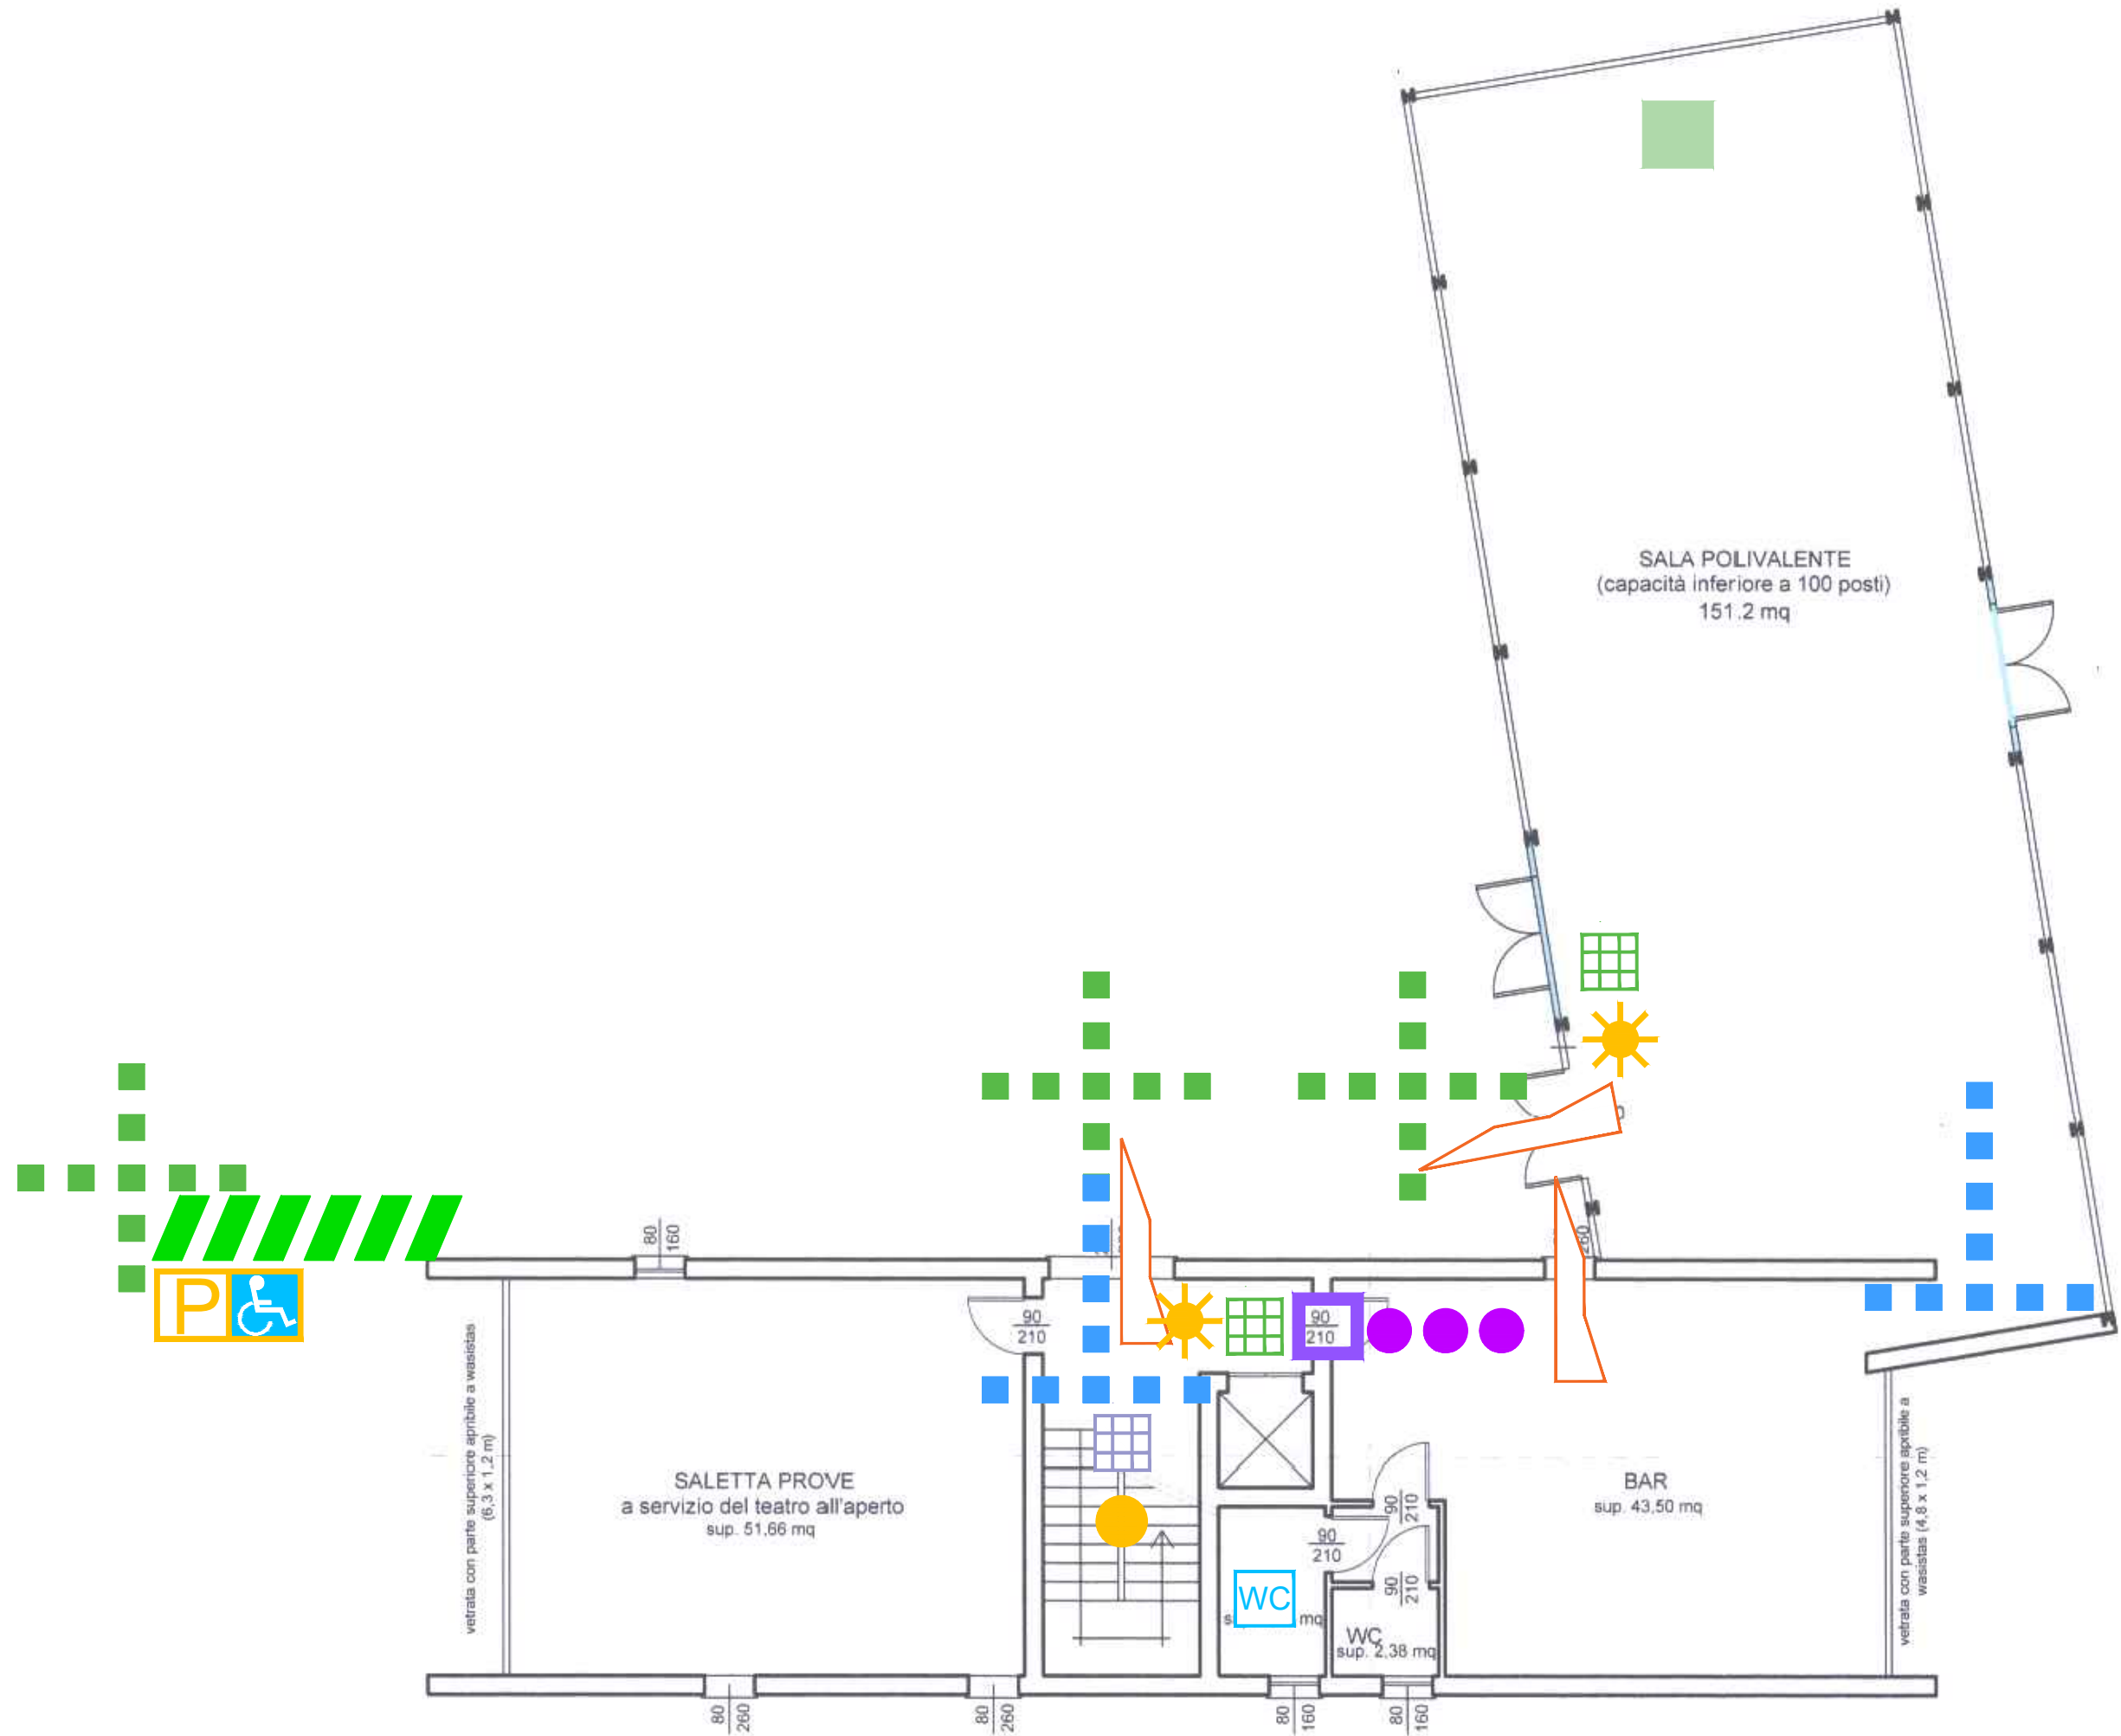 SALA POLIVALENTE
(capacità inferiore a 100 posti)
151.2 mq
80
160
P
90
210
90
210
260
vetrata con parte superiore apribile a wasistas
(6,3 x 1,2 m)
SALETTA PROVE
a servizio del teatro all'aperto
sup. 51,66 mq
BAR
sup. 43,50 mq
vetrata con parte superiore apribile a
wasistas (4,8 x 1,2 m)
90
210
90
210
90
210
WC
mq
WC
sup. 2,38 mq
80
260
80
260
80
160
80
160